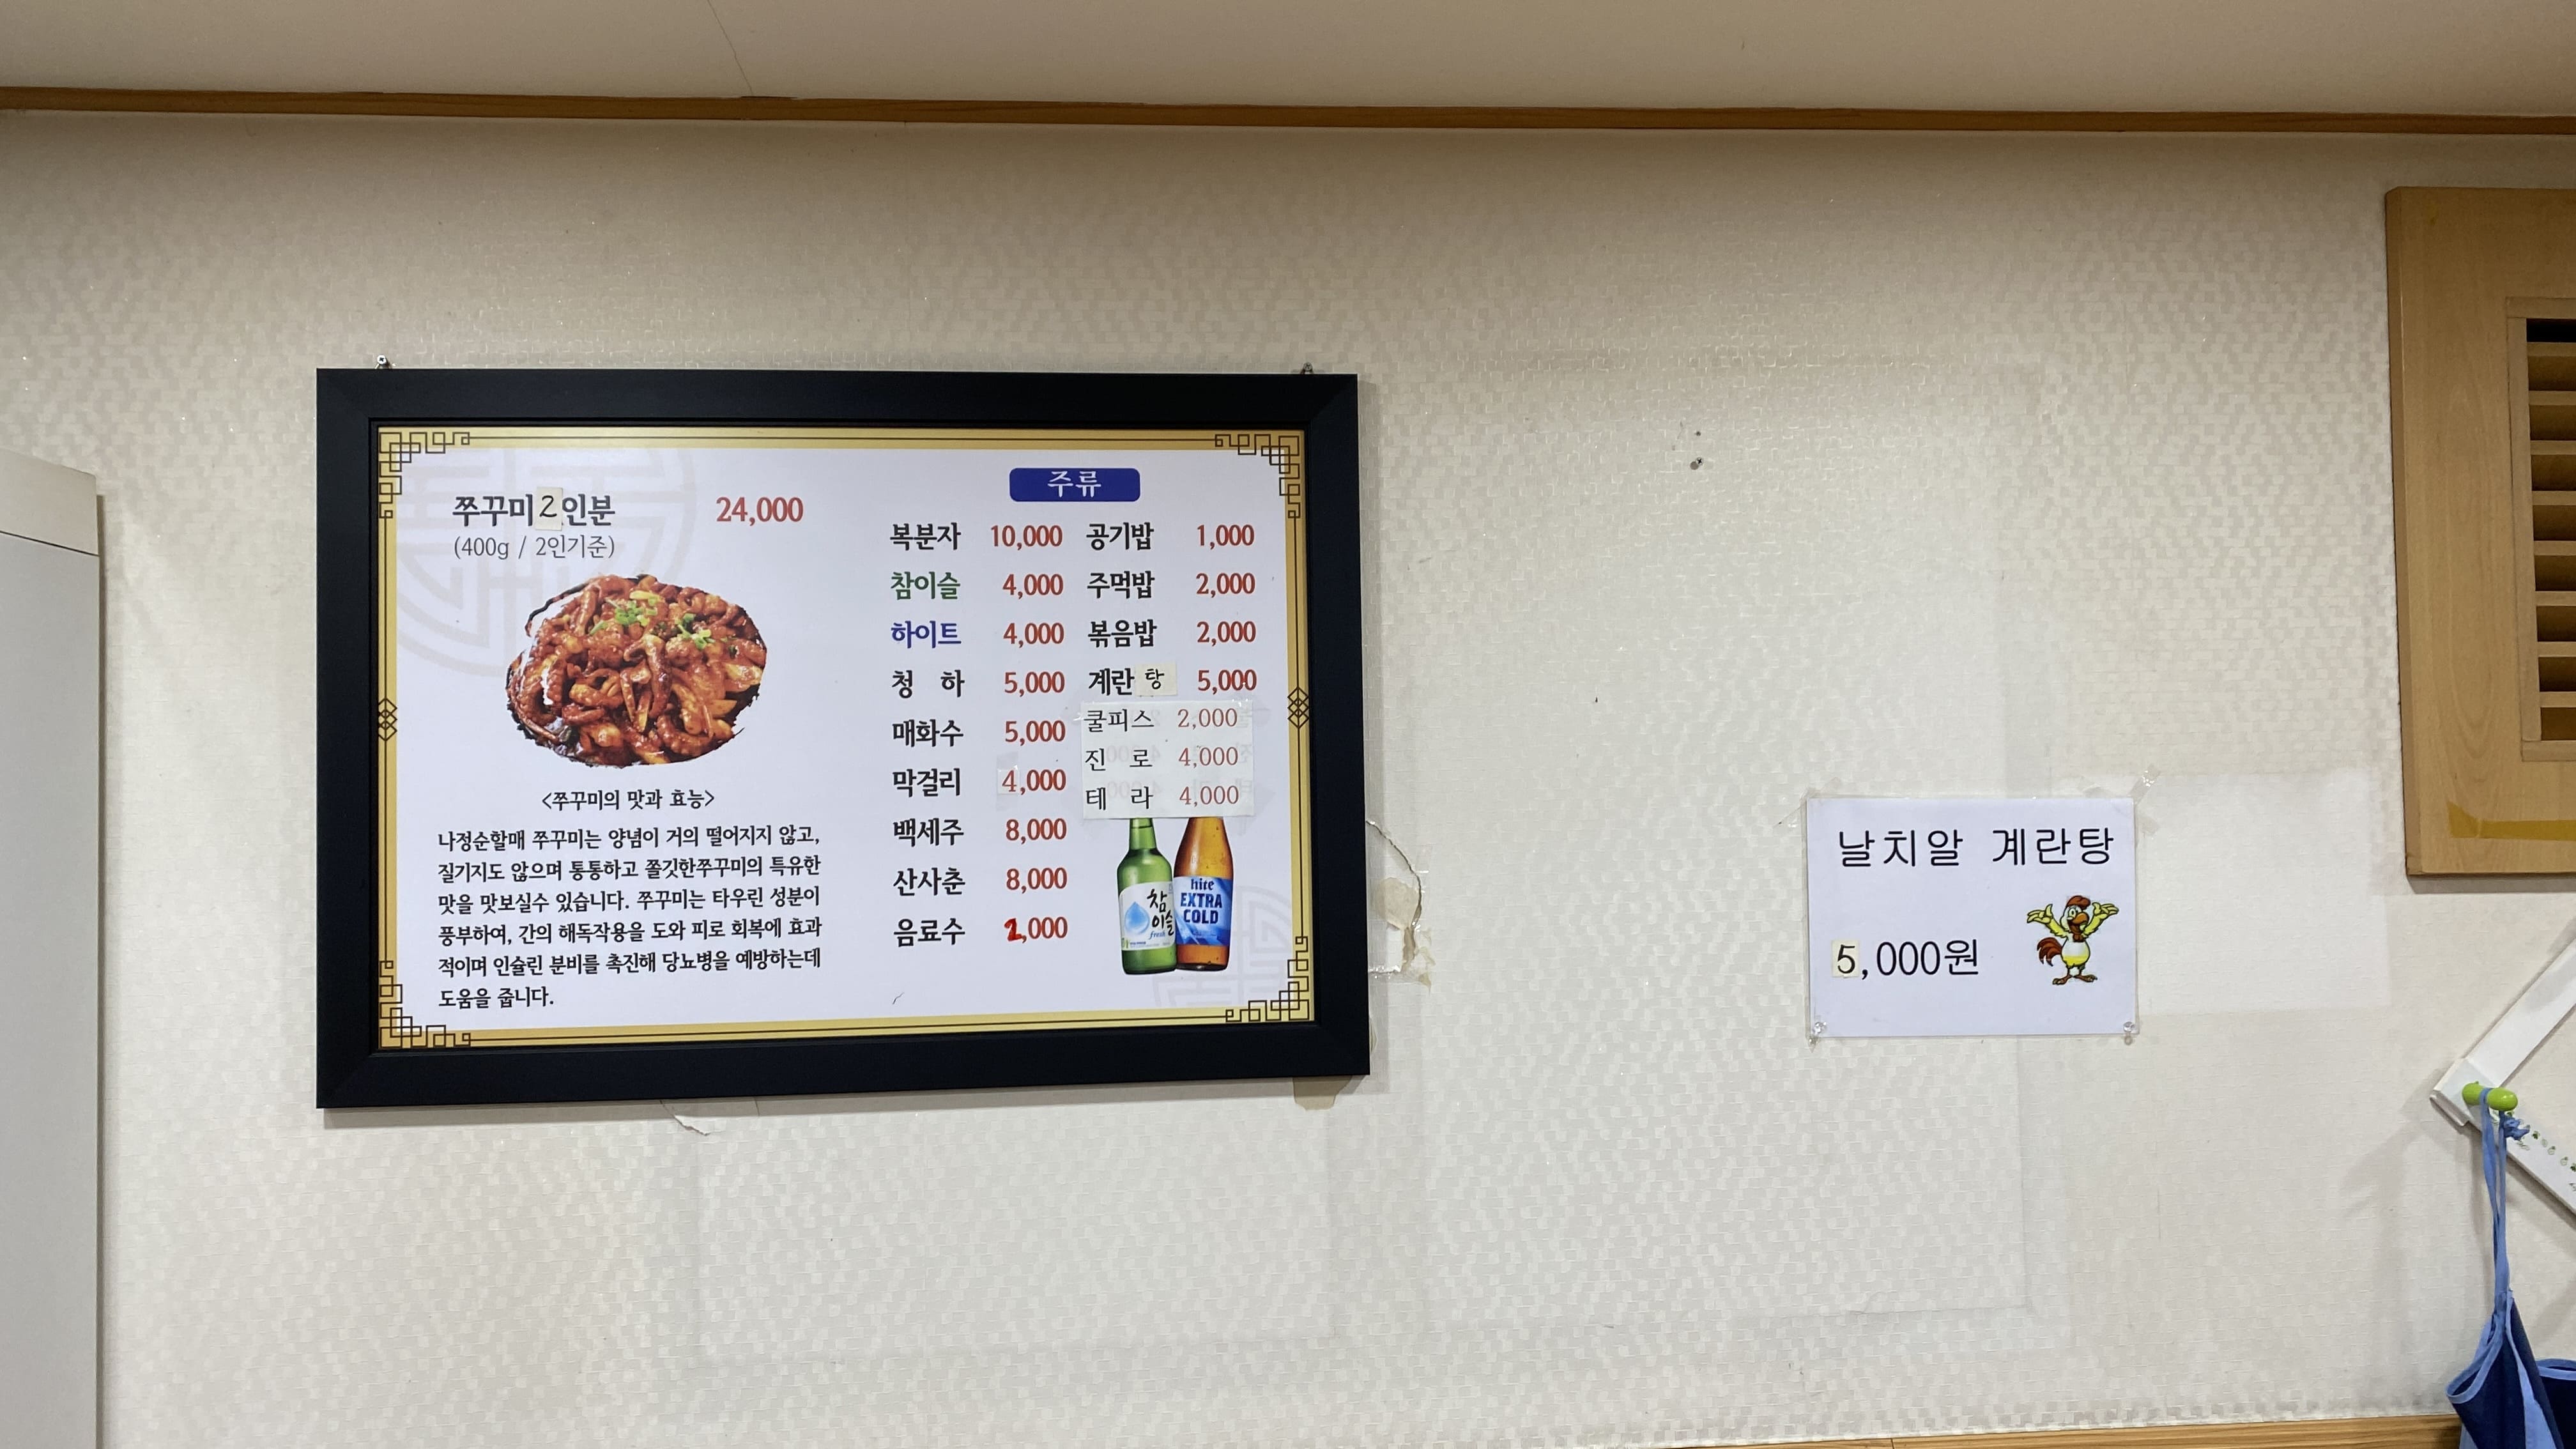 쭈꾸미2인분 24,000
(400g / 2인기준)
<쭈꾸미의 맛과 효능>
나정순할매 쭈꾸미는 양념이 거의 떨어지지 않고,
질기지도 않으며 통통하고 쫄깃한쭈꾸미의 특유한
맛을 맛보실수 있습니다. 쭈꾸미는 타우린 성분이
풍부하여, 간의 해독작용을 도와 피로 회복에 효과
적이며 인슐린 분비를 촉진해 당뇨병을 예방하는데
도움을 줍니다.
주류
복분자 10,000
참이슬 4,000
하이트 4,000
청 하 5,000
매화수 5,000
막걸리 4,000
백세주 8,000
산사춘 8,000
음료수 2,000
공기밥 1,000
주먹밥 2,000
볶음밥 2,000
계란탕 5,000
쿨피스 2,000
진 로 4,000
테 라 4,000
참
이슬
fresh
hite
EXTRA
COLD
날치알 계란탕
5,000원